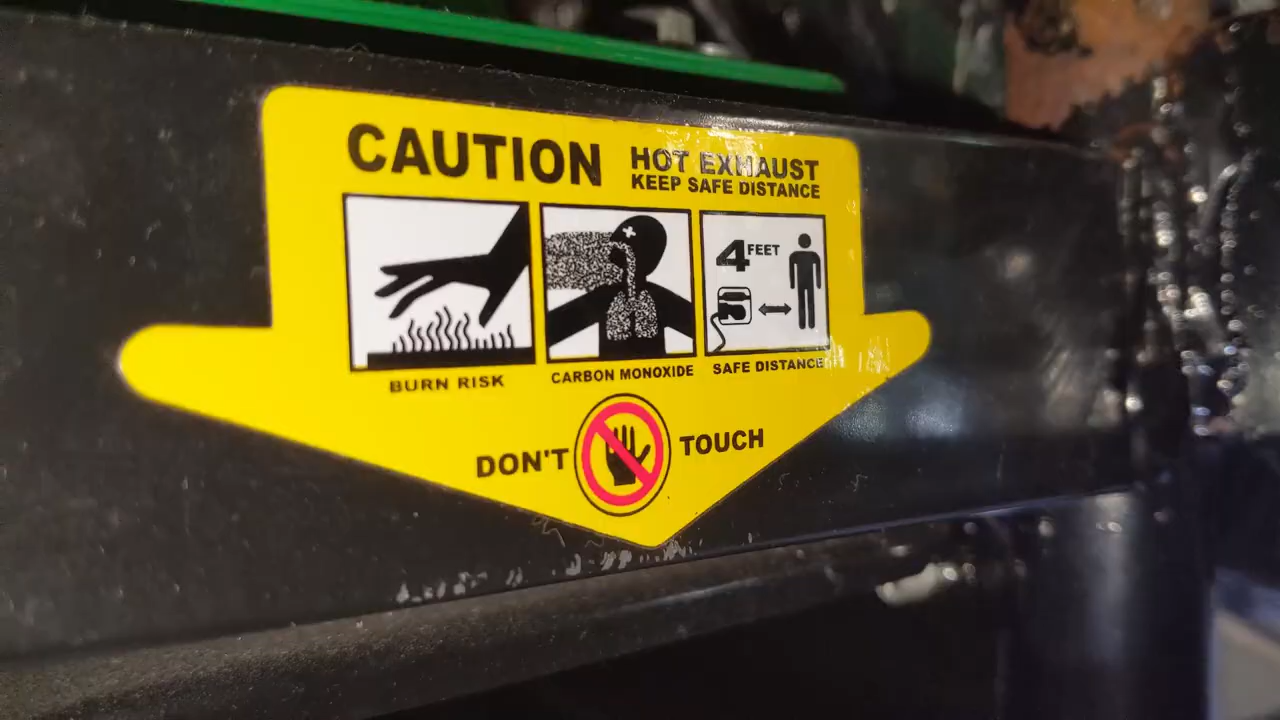 CAUTION
HOT EXHAUST
KEEP SAFE DISTANCE
4 FEET
BURN RISK
CARBON MONOXIDE
SAFE DISTANCE
DON'T TOUCH